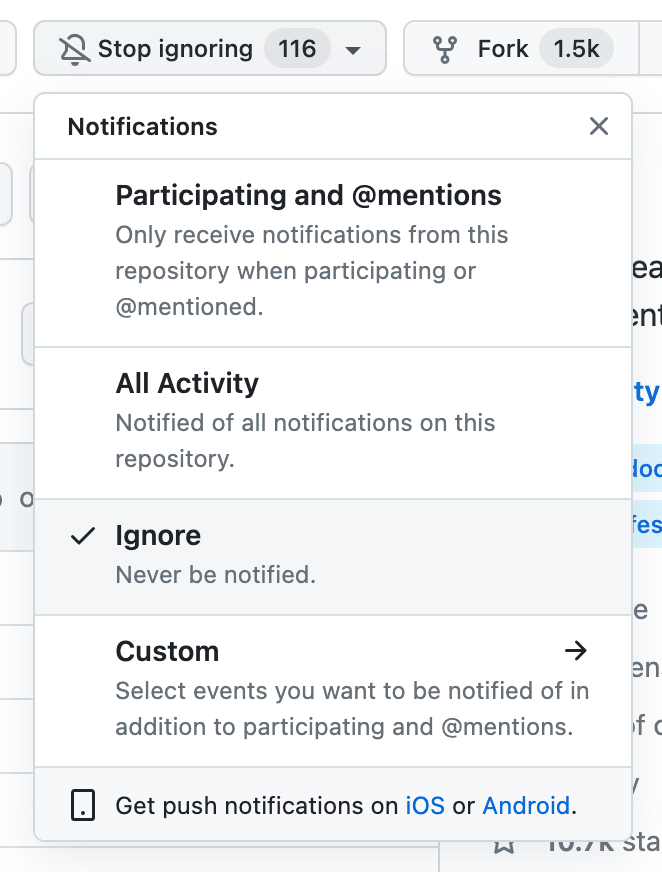 Stop ignoring 116
Fork 1.5k
Notifications
Participating and @mentions
Only receive notifications from this
repository when participating or
@mentioned.
All Activity
Notified of all notifications on this
repository.
Ignore
Never be notified.
Custom
Select events you want to be notified of in
addition to participating and @mentions.
Get push notifications on iOS or Android.